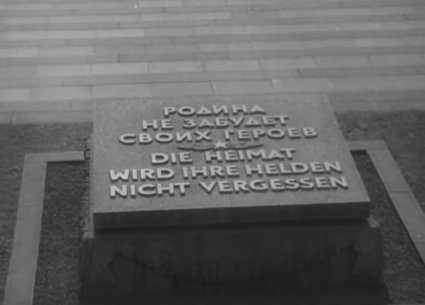 РОДИНА
НЕ ЗАБУДЕТ
СВОИХ ГЕРОЕВ
DIE HEIMAT
WIRD IHRE HELDEN
NICHT VERGESSEN